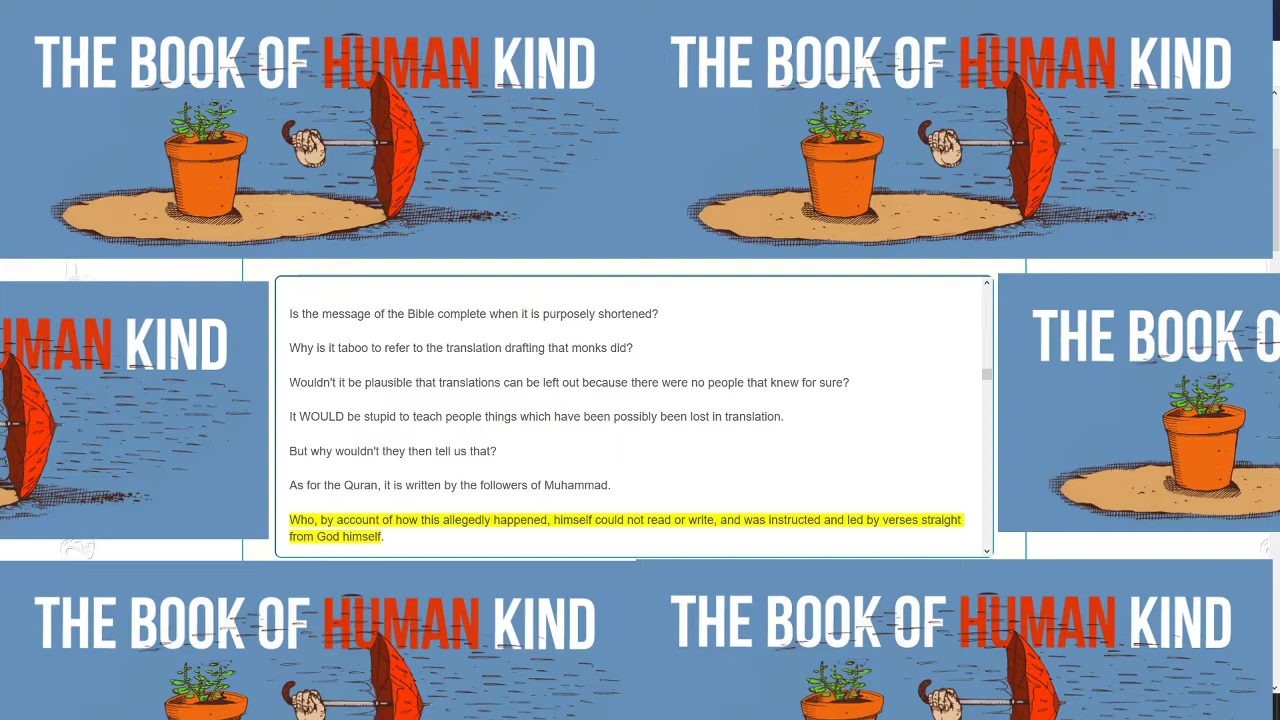 THE BOOK OF HUMAN KIND
THE BOOK OF HUMAN KIND
Is the message of the Bible complete when it is purposely shortened?
UMAN KIND
THE BOOK O
Why is it taboo to refer to the translation drafting that monks did?
Wouldn't it be plausible that translations can be left out because there were no people that knew for sure?
It WOULD be stupid to teach people things which have been possibly been lost in translation.
But why wouldn't they then tell us that?
As for the Quran, it is written by the followers of Muhammad.
Who, by account of how this allegedly happened, himself could not read or write, and was instructed and led by verses straight
from God himself.
THE BOOK OF HUMAN KIND
THE BOOK OF HUMAN KIND